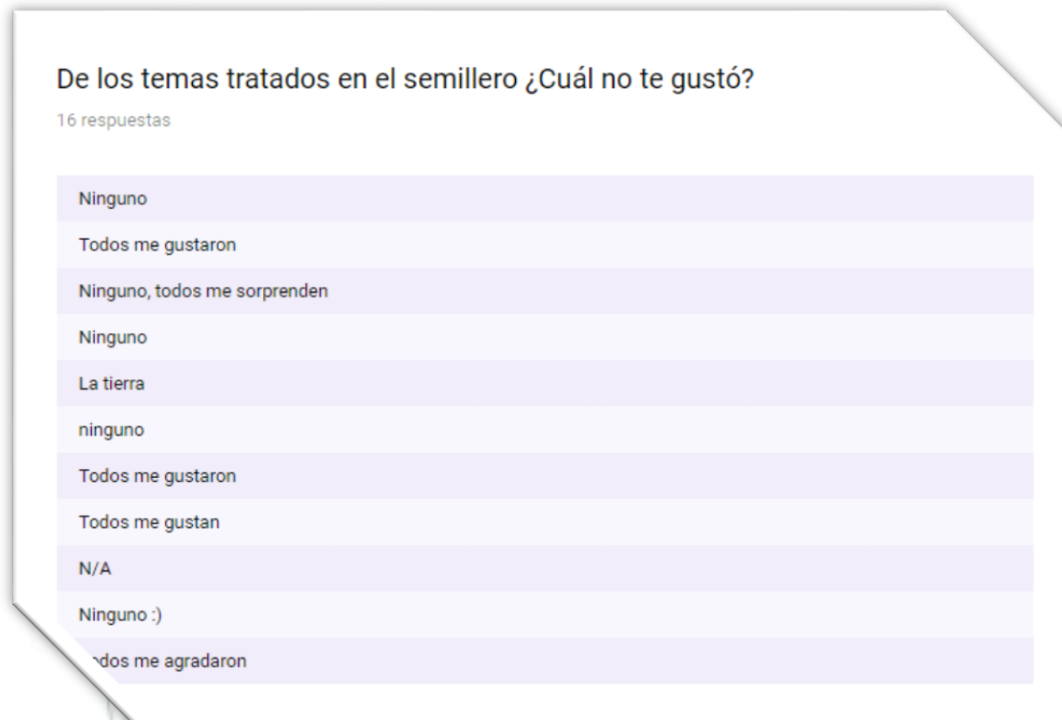 De los temas tratados en el semillero ¿Cuál no te gustó?
16 respuestas
Ninguno
Todos me gustaron
Ninguno, todos me sorprenden
Ninguno
La tierra
ninguno
Todos me gustaron
Todos me gustan
N/A
Ninguno :)
me agradaron